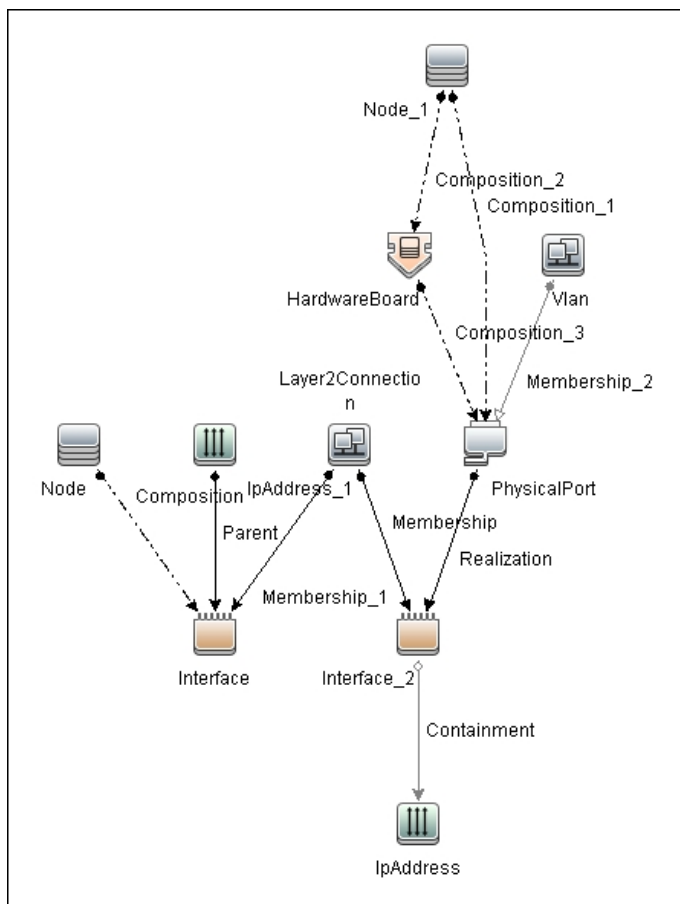 Node_1
Composition_2
Composition_1
HardwareBoard
Vlan
Composition_3
Layer2Connectio
n
Membership_2
Node
Composition
IpAddress_1
PhysicalPort
Membership
Parent
Realization
Membership_1
Interface
Interface_2
Containment
IpAddress